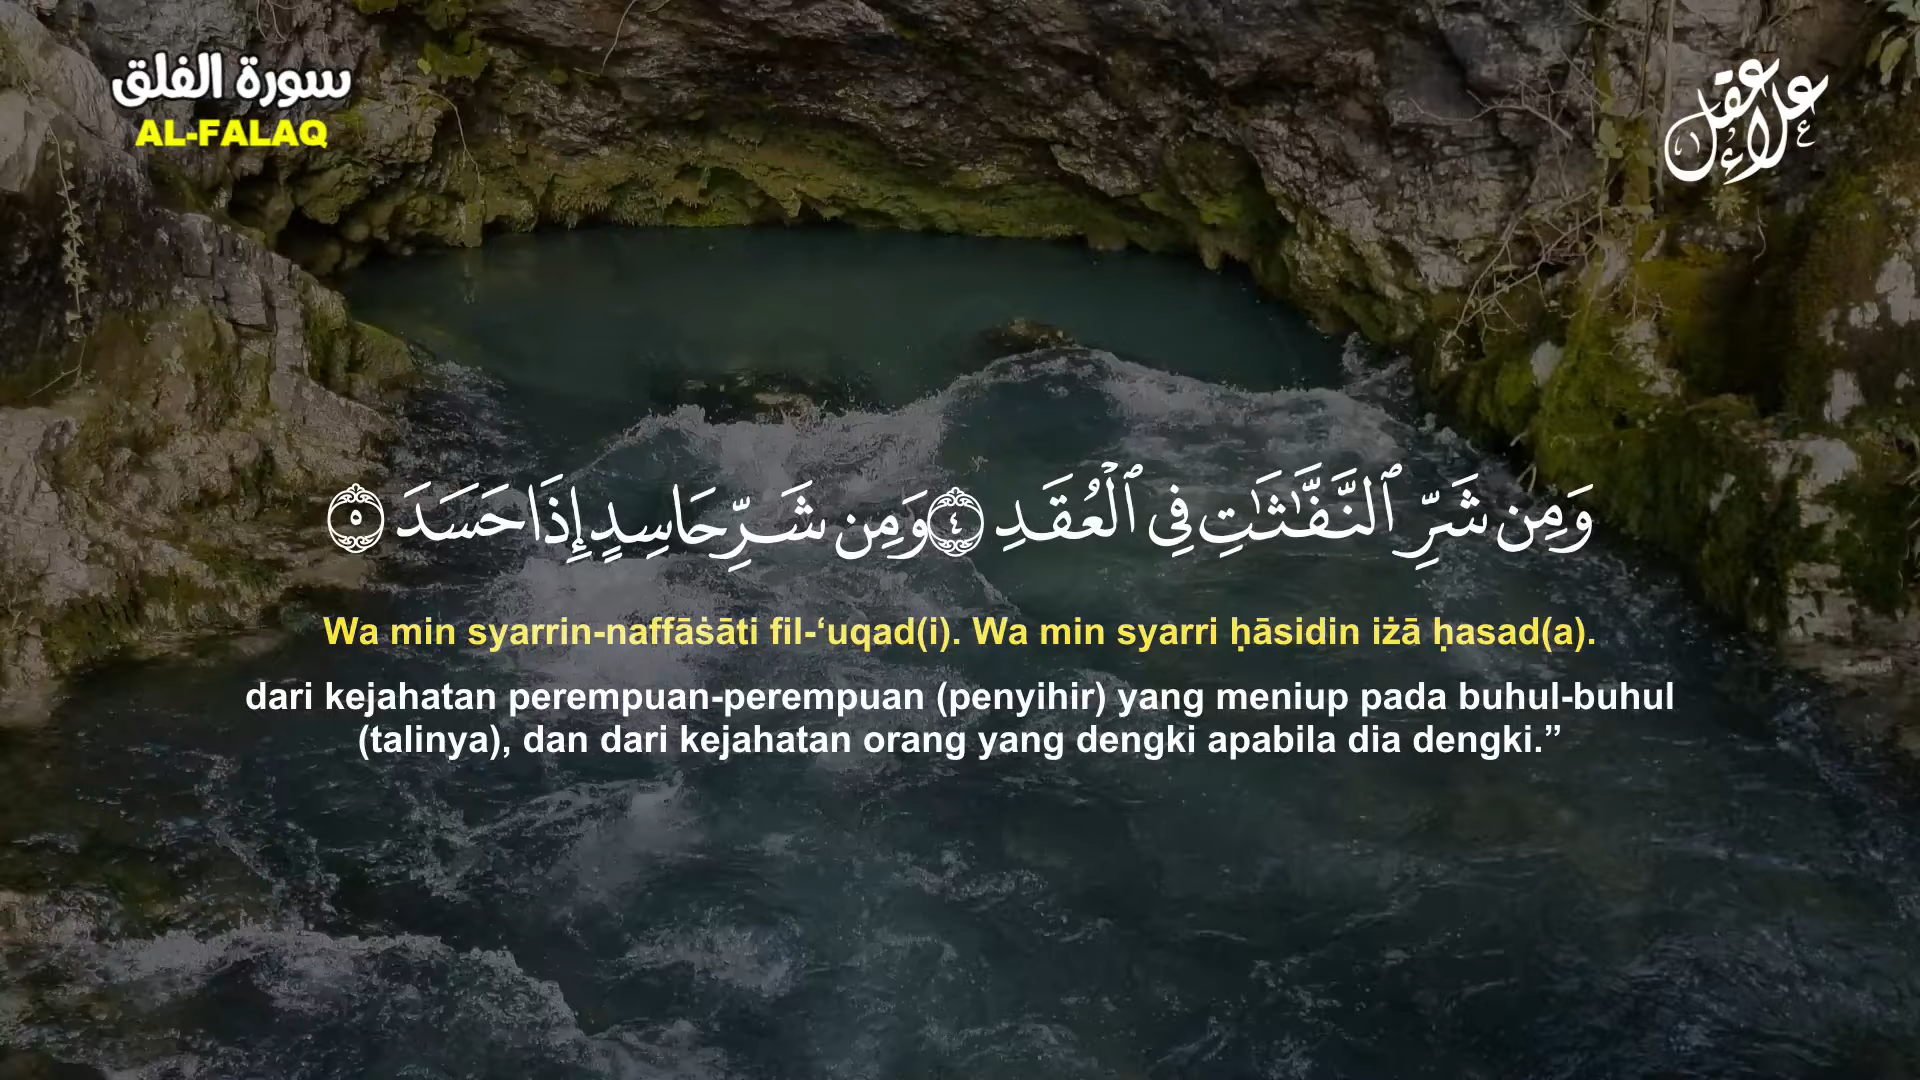 سورة الفلق
AL-FALAQ
علاء عقل
وَمِن شَرِّ ٱلنَّفَّـٰثَـٰتِ فِى ٱلْعُقَدِ ٤ وَمِن شَرِّ حَاسِدٍ إِذَا حَسَدَ ٥
Wa min syarrin-naffāṡāti fil-‘uqad(i). Wa min syarri ḥāsidin iżā ḥasad(a).
dari kejahatan perempuan-perempuan (penyihir) yang meniup pada buhul-buhul
(talinya), dan dari kejahatan orang yang dengki apabila dia dengki.”